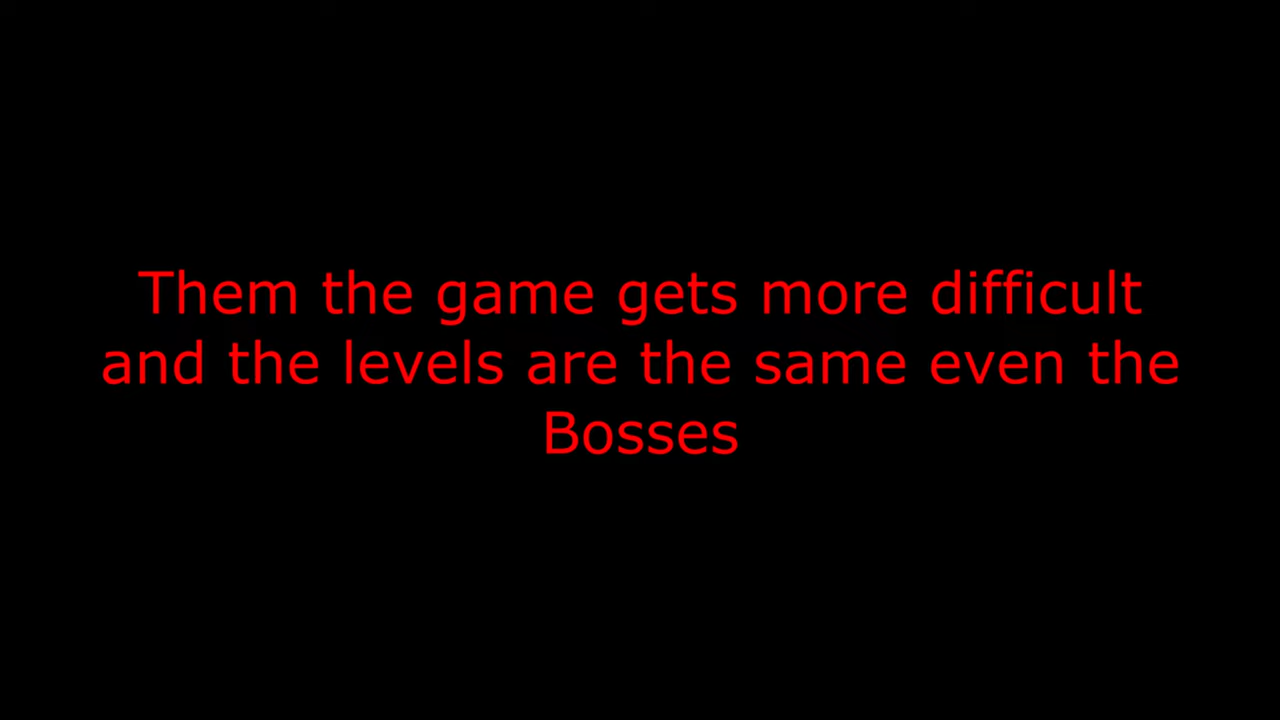 Them the game gets more difficult
and the levels are the same even the
Bosses